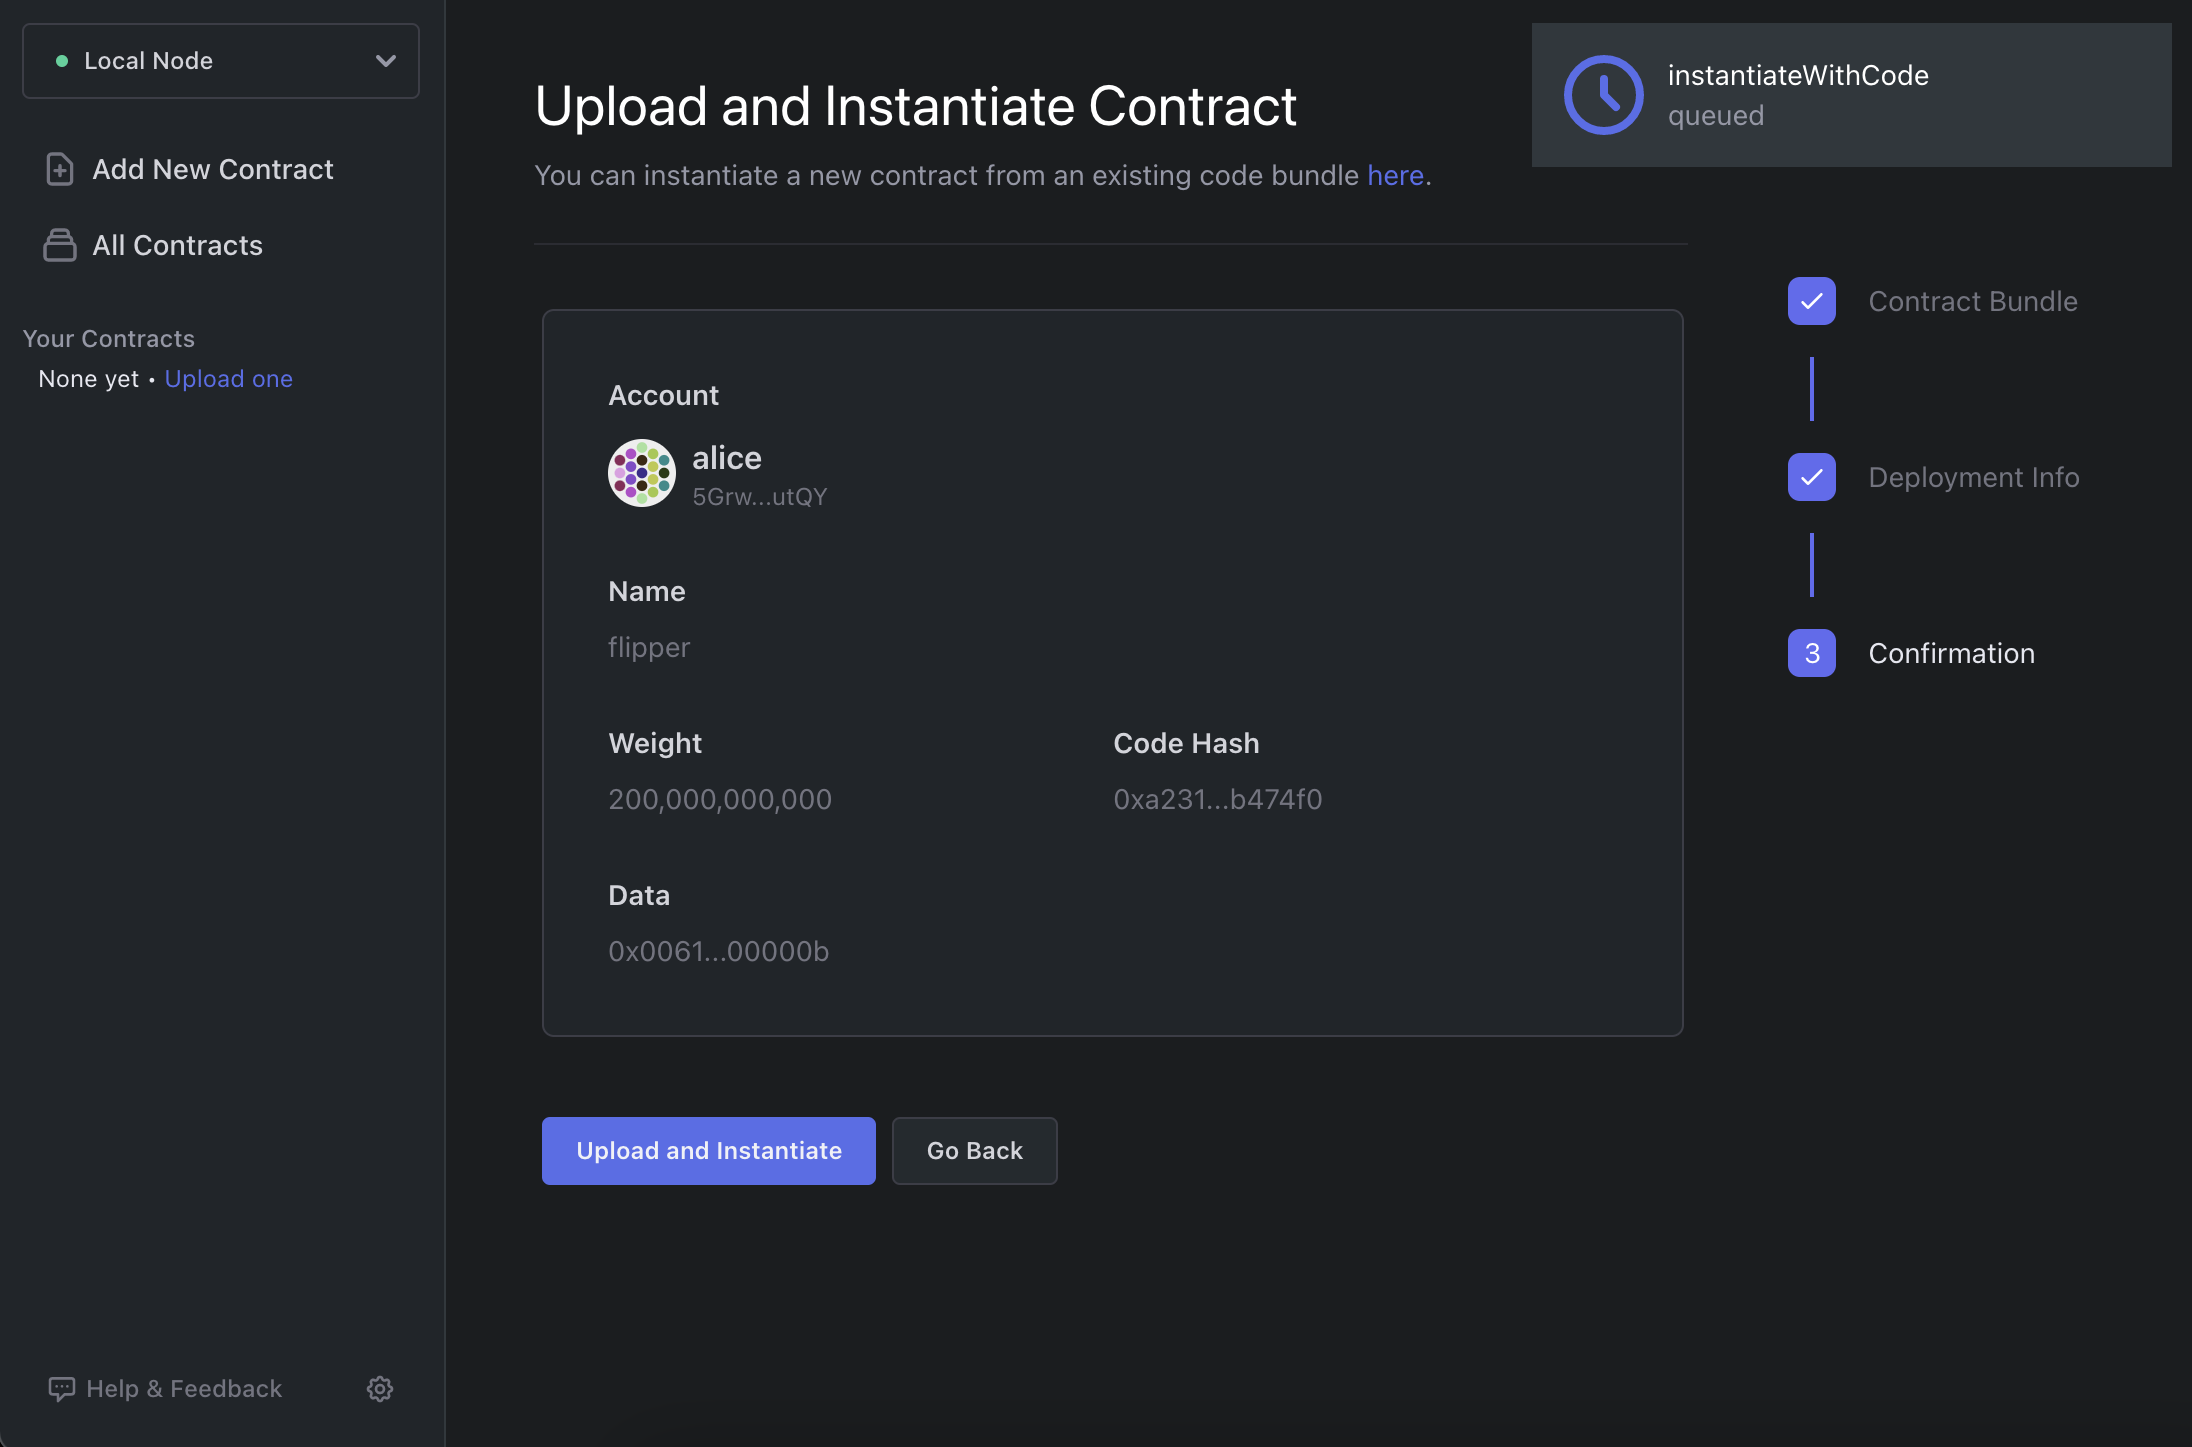 Local Node
Add New Contract
All Contracts
Your Contracts
None yet • Upload one
Help & Feedback
Upload and Instantiate Contract
You can instantiate a new contract from an existing code bundle here.
instantiateWithCode
queued
Account
alice
5Grw...utQY
Name
flipper
Weight
200,000,000,000
Code Hash
0xa231...b474f0
Data
0x0061...00000b
Upload and Instantiate
Go Back
Contract Bundle
Deployment Info
3 Confirmation